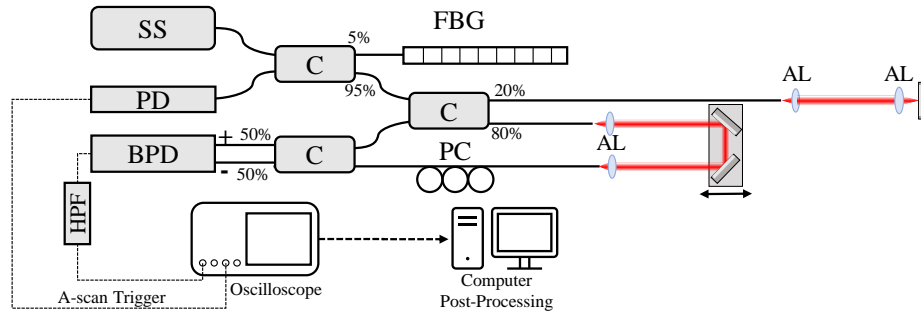 SS
FBG
5%
C
AL
AL
PD
95%
20%
C
+
50%
80%
AL
BPD
C
PC
-
50%
HPF
Oscilloscope
Computer
Post-Processing
A-scan Trigger